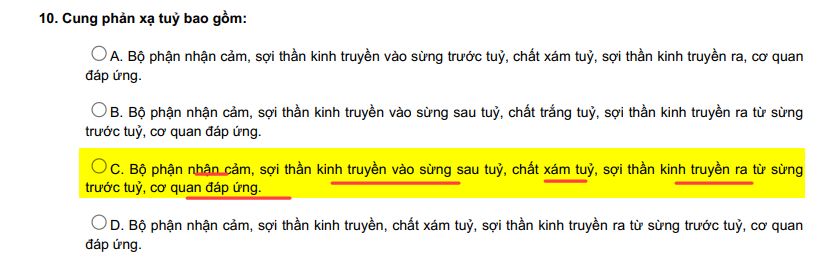 10. Cung phản xạ tuỷ bao gồm:
A. Bộ phận nhận cảm, sợi thần kinh truyền vào sừng trước tuỷ, chất xám tuỷ, sợi thần kinh truyền ra, cơ quan
đáp ứng.
B. Bộ phận nhận cảm, sợi thần kinh truyền vào sừng sau tuỷ, chất trắng tuỷ, sợi thần kinh truyền ra từ sừng
trước tuỷ, cơ quan đáp ứng.
C. Bộ phận nhận cảm, sợi thần kinh truyền vào sừng sau tuỷ, chất xám tuỷ, sợi thần kinh truyền ra từ sừng
trước tuỷ, cơ quan đáp ứng.
D. Bộ phận nhận cảm, sợi thần kinh truyền, chất xám tuỷ, sợi thần kinh truyền ra từ sừng trước tuỷ, cơ quan
đáp ứng.